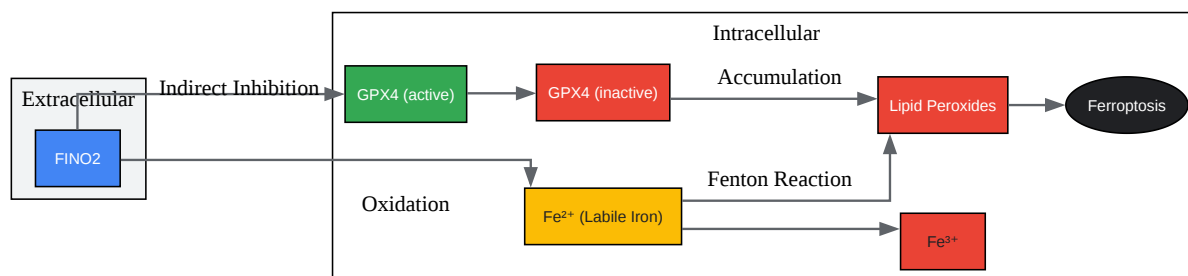 Intracellular
Extracellular
Indirect Inhibition
GPX4 (active)
GPX4 (inactive)
Accumulation
Lipid Peroxides
Ferroptosis
FINO2
Oxidation
Fe²⁺ (Labile Iron)
Fenton Reaction
Fe³⁺